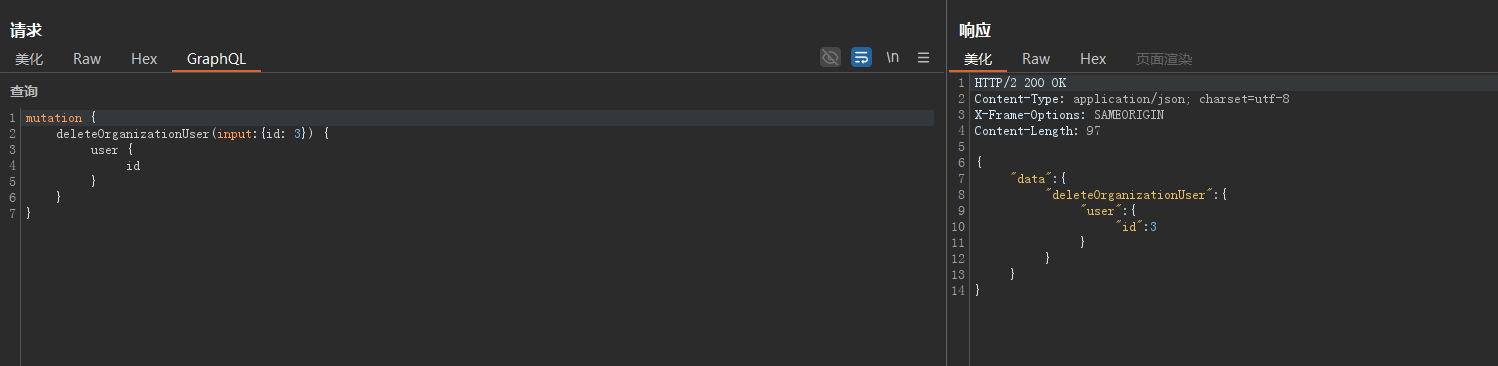 请求
美化 Raw Hex GraphQL \n
查询
1 mutation {
2 deleteOrganizationUser(input:{id: 3}) {
3 user {
4 id
5 }
6 }
7 }
响应
美化 Raw Hex 页面渲染
1 HTTP/2 200 OK
2 Content-Type: application/json; charset=utf-8
3 X-Frame-Options: SAMEORIGIN
4 Content-Length: 97
5
6 {
7 "data":{
8 "deleteOrganizationUser":{
9 "user":{
10 "id":3
11 }
12 }
13 }
14 }